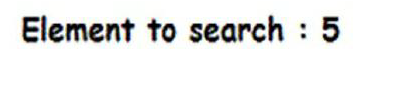 Element to search : 5